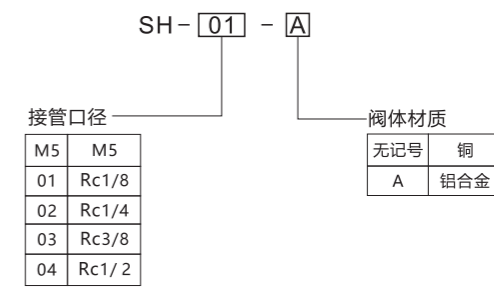 SH－01－A
接管口径
M5 M5
01 Rc1/8
02 Rc1/4
03 Rc3/8
04 Rc1/ 2
阀体材质
无记号 铜
A 铝合金